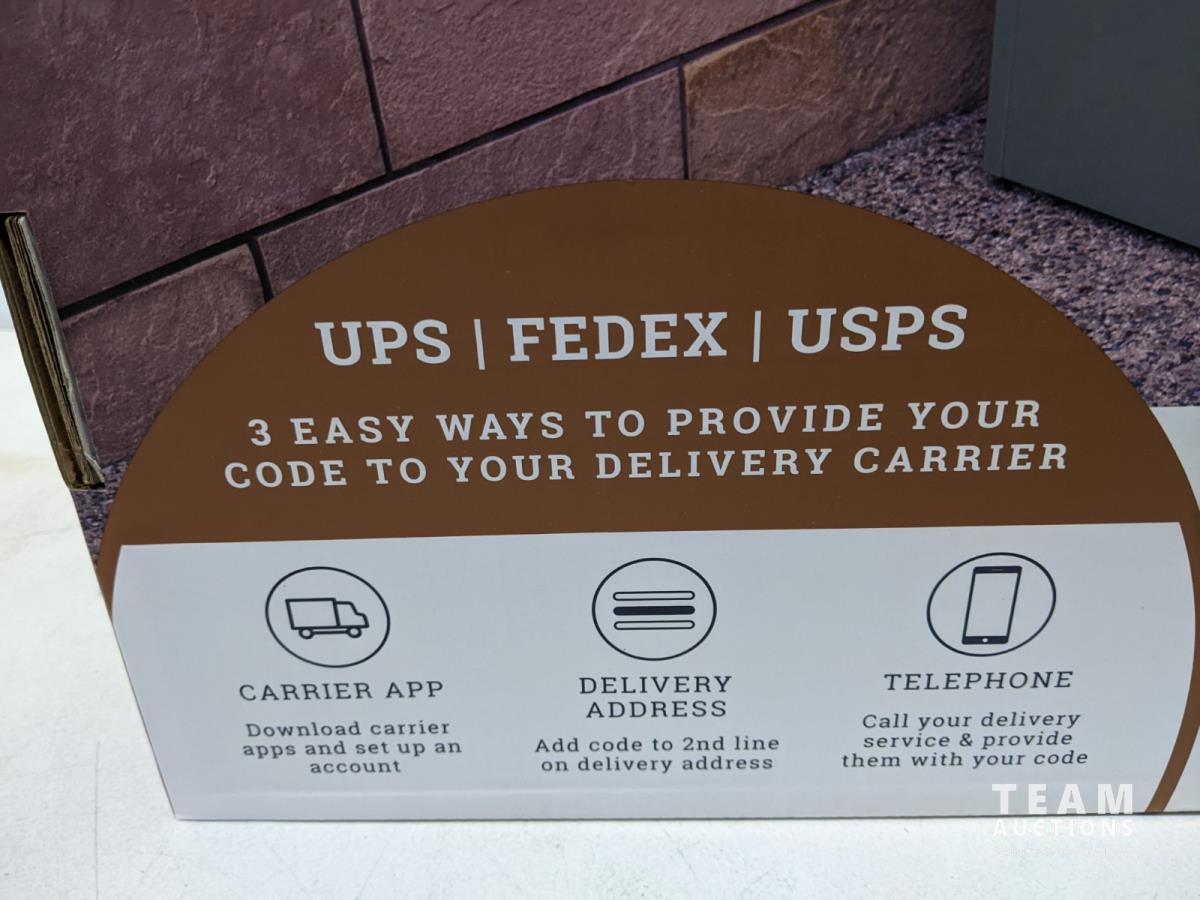 UPS | FEDEX | USPS
3 EASY WAYS TO PROVIDE YOUR
CODE TO YOUR DELIVERY CARRIER
CARRIER APP
Download carrier
apps and set up an
account
DELIVERY
ADDRESS
Add code to 2nd line
on delivery address
TELEPHONE
Call your delivery
service & provide
them with your code
TEAM
AUCTIONS